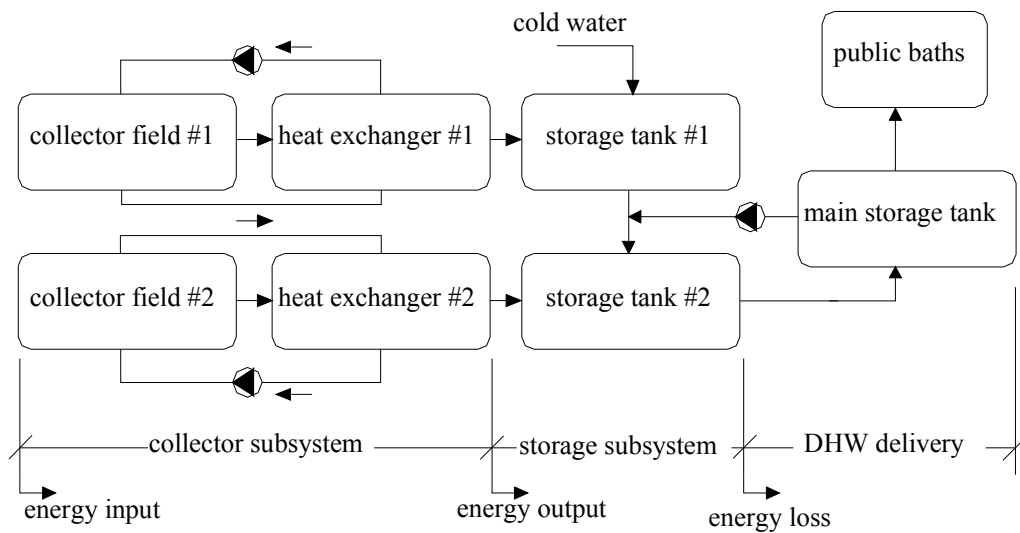 cold water
public baths
collector field #1
heat exchanger #1
storage tank #1
main storage tank
collector field #2
heat exchanger #2
storage tank #2
collector subsystem
storage subsystem
DHW delivery
energy input
energy output
energy loss